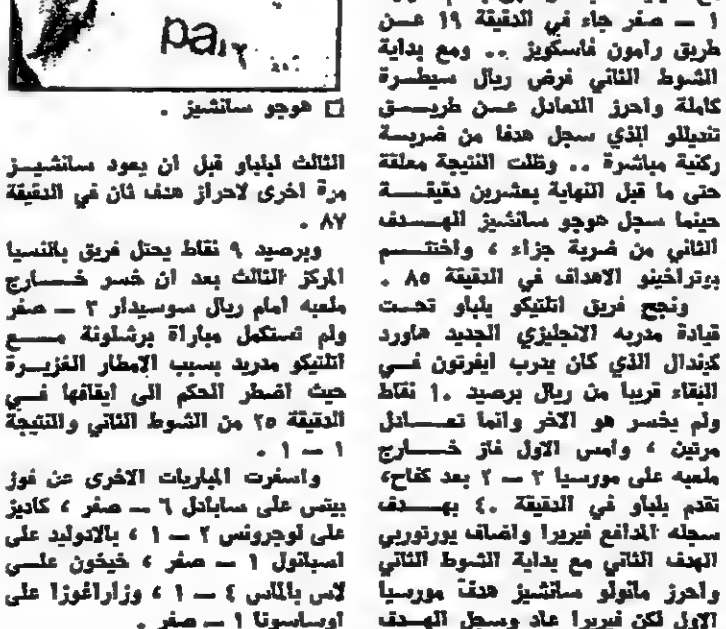 ١ — صفر جاء في الدقيقة ١٩ عن
طريق رامون فاسكويز .. ومع بداية
الشوط الثاني فرض ريال سيطرة
كاملة واحرز التعادل عن طريق
تنديللو الذي سجل هدفا من ضربة
ركنية مباشرة .. وظلت النتيجة معلقة
حتى ما قبل النهاية بعشرين دقيقة
حينما سجل هوجو سانشيز الهدف
الثاني من ضربة جزاء ، واختتم
بوتراخينو الاهداف في الدقيقة ٨٥ .
ونجح فريق اتلتيكو بلباو تحت
قيادة مدربه الانجليزي الجديد هاورد
كيندال الذي كان يدرب ايفرتون في
البقاء قريبا من ريال برصيد ١٠ نقاط
ولم يخسر هو الاخر وانما تعادل
مرتين ، وامس الاول فاز خارج
ملعبه على مورسيا ٣ — ٢ بعد كفاح،
تقدم بلباو في الدقيقة ٤٠ بهدف
سجله المدافع فيريرا واضاف يورتوربي
الهدف الثاني مع بداية الشوط الثاني
واحرز مانولو سانشيز هدف مورسيا
الاول لكن فيريرا عاد وسجل الهدف
pa
هوجو سانشيز .
الثالث لبلباو قبل ان يعود سانشيز
مرة اخرى لاحراز هدف ثان في الدقيقة
٨٧ .
وبرصيد ٩ نقاط يحتل فريق بالنسيا
المركز الثالث بعد ان خسر خارج
ملعبه امام ريال سوسيدار ٣ — صفر
ولم تستكمل مباراة برشلونة مع
اتلتيكو مدريد بسبب الامطار الغزيرة
حيث اضطر الحكم الى ايقافها في
الدقيقة ٢٥ من الشوط الثاني والنتيجة
١ — ١ .
واسفرت المباريات الاخرى عن فوز
بيتس على سابادل ٦ — صفر ، كاديز
على لوجرونس ٢ — ١ ، بالاتوليد على
اسبانول ١ — صفر ، خيخون على
لاس بالماس ٤ — ١ ، وزاراغوزا على
اوساسونا ١ — صفر .